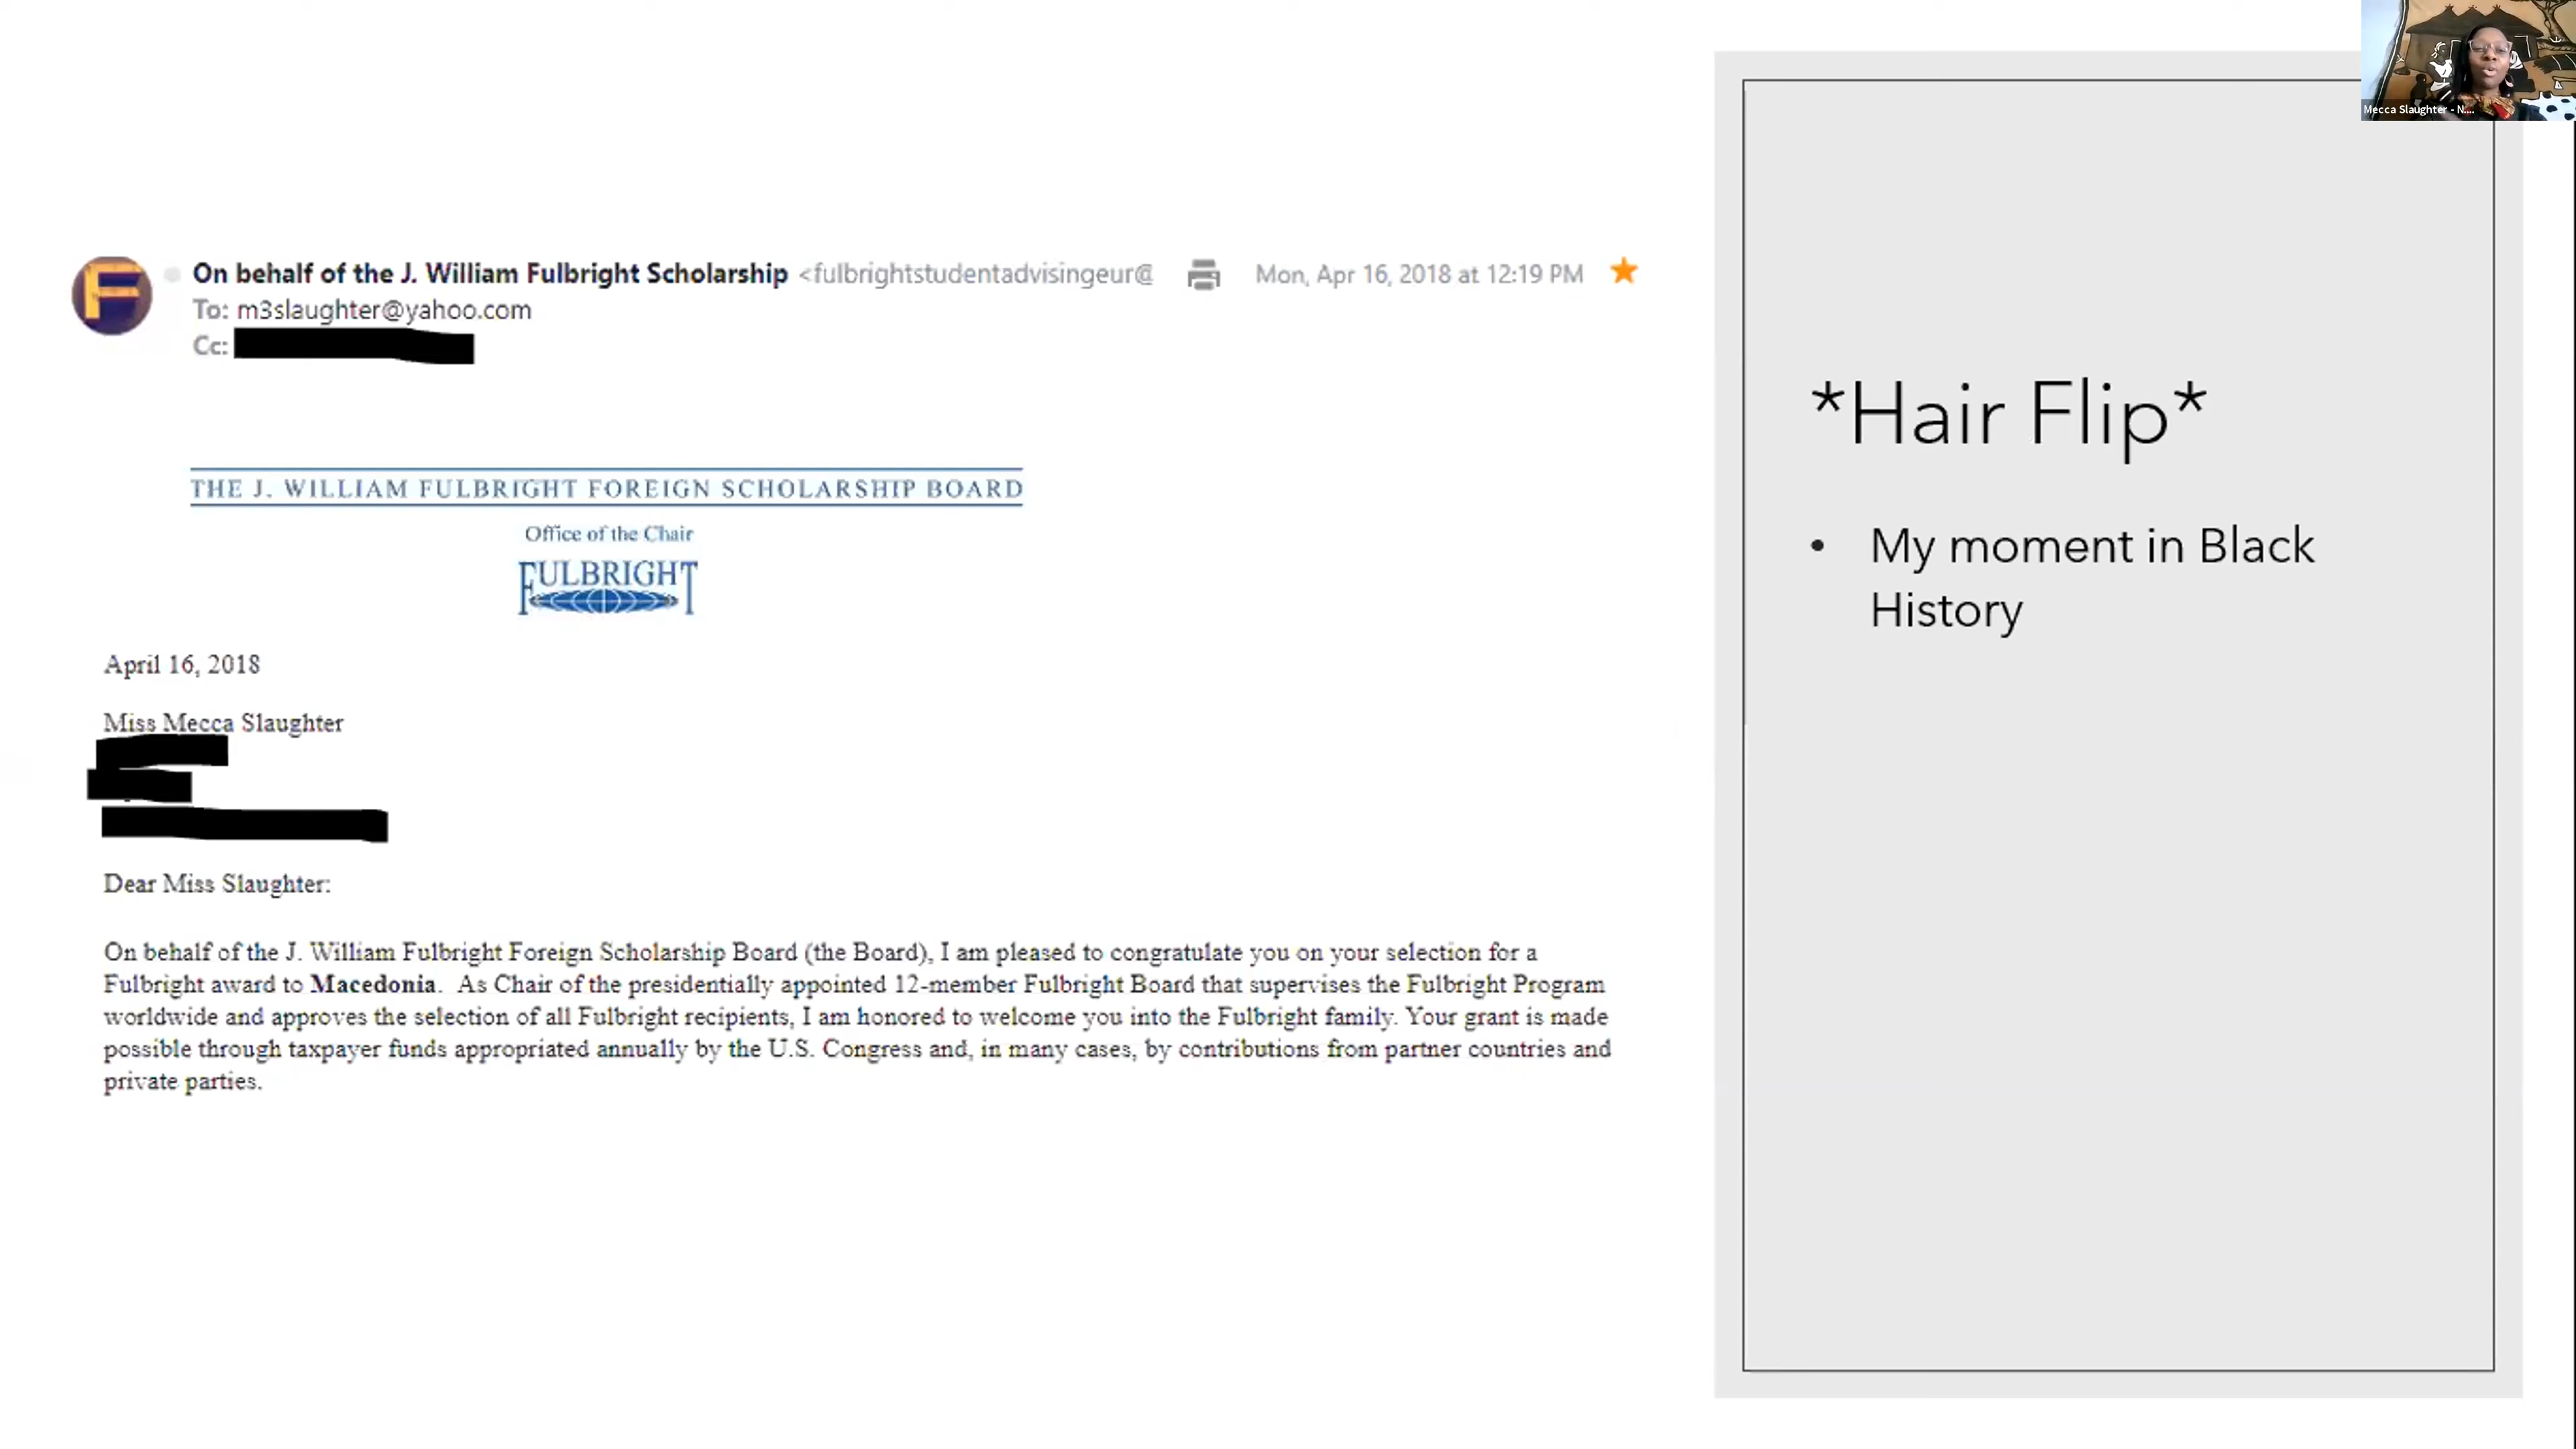 Mecca Slaughter - N....
On behalf of the J. William Fulbright Scholarship <fulbrightstudentadvisingeur@ Mon, Apr 16, 2018 at 12:19 PM
To: m3slaughter@yahoo.com
Cc:
THE J. WILLIAM FULBRIGHT FOREIGN SCHOLARSHIP BOARD
Office of the Chair
FULBRIGHT
April 16, 2018
Miss Mecca Slaughter
Dear Miss Slaughter:
On behalf of the J. William Fulbright Foreign Scholarship Board (the Board), I am pleased to congratulate you on your selection for a
Fulbright award to Macedonia. As Chair of the presidentially appointed 12-member Fulbright Board that supervises the Fulbright Program
worldwide and approves the selection of all Fulbright recipients, I am honored to welcome you into the Fulbright family. Your grant is made
possible through taxpayer funds appropriated annually by the U.S. Congress and, in many cases, by contributions from partner countries and
private parties.
*Hair Flip*
• My moment in Black
History